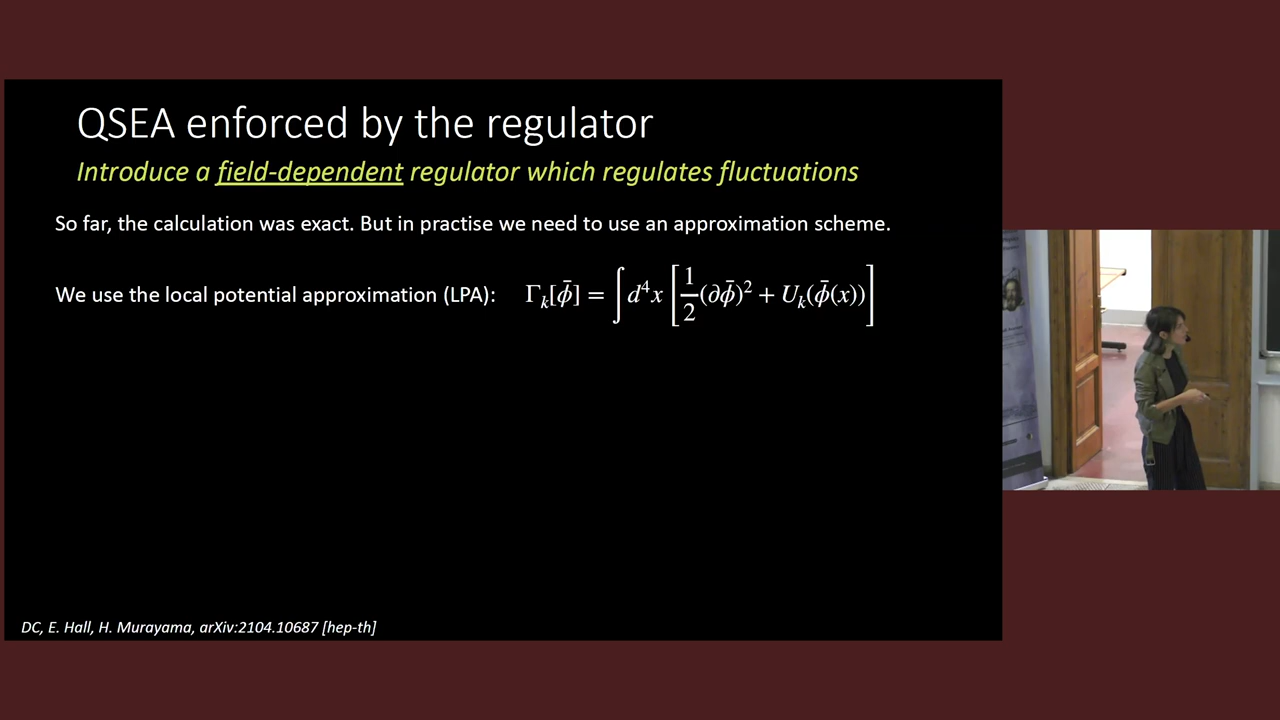 QSEA enforced by the regulator
Introduce a field-dependent regulator which regulates fluctuations
So far, the calculation was exact. But in practise we need to use an approximation scheme.
We use the local potential approximation (LPA): Γₖ[φ̄] = ∫ d⁴x [ 1/2 (∂φ̄)² + Uₖ(φ̄(x)) ]
DC, E. Hall, H. Murayama, arXiv:2104.10687 [hep-th]